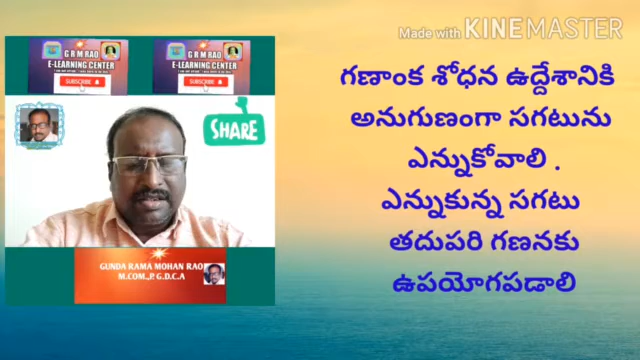 Made with KINEMASTER
G R M RAO
E-LEARNING CENTER
SUBSCRIBE
G R M RAO
E-LEARNING CENTER
SUBSCRIBE
SHARE
గణాంక శోధన ఉద్దేశానికి
అనుగుణంగా సగటును
ఎన్నుకోవాలి .
ఎన్నుకున్న సగటు
తదుపరి గణనకు
ఉపయోగపడాలి
GUNDA RAMA MOHAN RAO
M.COM.,P.G.D.C.A